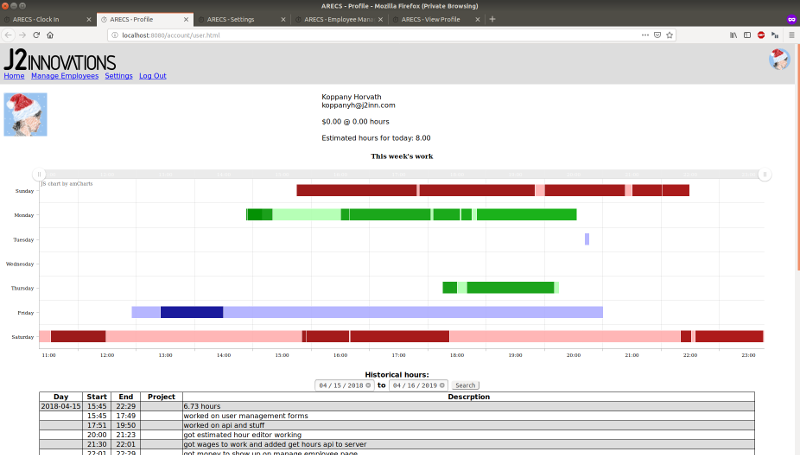 ARECS - Profile - Mozilla Firefox (Private Browsing)
ARECS - Clock In
ARECS - Profile
ARECS - Settings
ARECS - Employee Mana
ARECS - View Profile
localhost:8080/account/user.html
J2INNOVATIONS
Home Manage Employees Settings Log Out
Koppany Horvath
koppanyh@j2inn.com
$0.00 @ 0.00 hours
Estimated hours for today: 8.00
This week's work
JS chart by amCharts
Sunday
Monday
Tuesday
Wednesday
Thursday
Friday
Saturday
11:00 12:00 13:00 14:00 15:00 16:00 17:00 18:00 19:00 20:00 21:00 22:00 23:00
Historical hours:
04 / 15 / 2018 to 04 / 16 / 2019 Search
Day Start End Project Descrption
2018-04-15 15:45 22:29 6.73 hours
15:45 17:49 worked on user management forms
17:51 19:50 worked on api and stuff
20:00 21:23 got estimated hour editor working
21:30 22:01 got wages to work and added get hours api to server
22:01 22:29 got money to show up on manage employee page